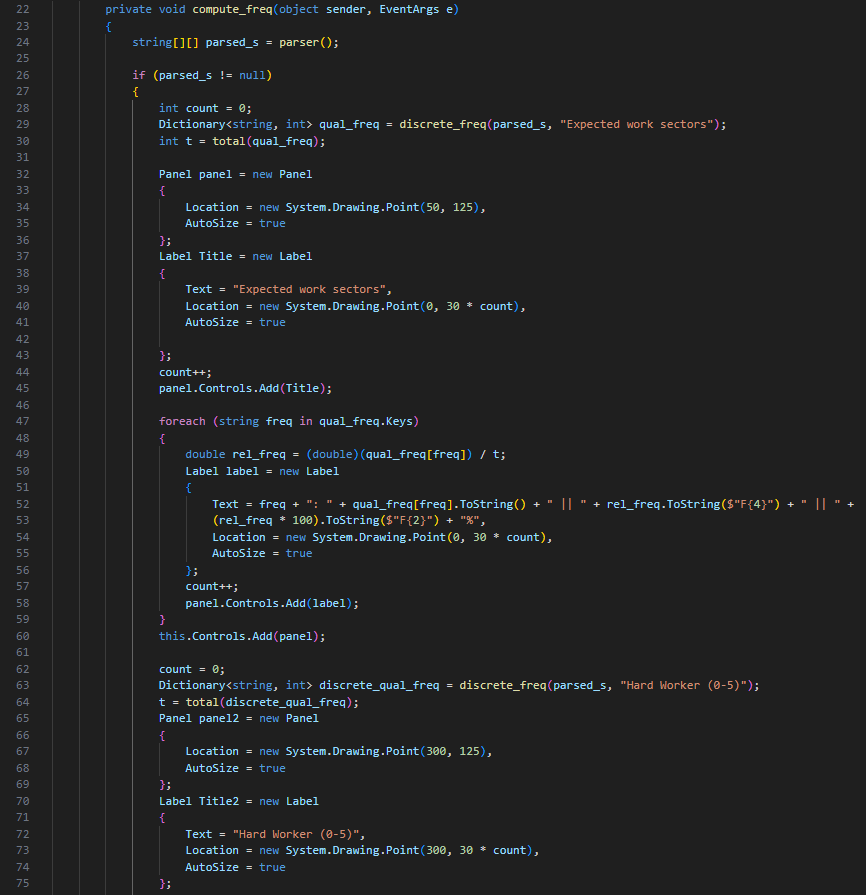 22 private void compute_freq(object sender, EventArgs e)
23 {
24 string[][] parsed_s = parser();
25
26 if (parsed_s != null)
27 {
28 int count = 0;
29 Dictionary<string, int> qual_freq = discrete_freq(parsed_s, "Expected work sectors");
30 int t = total(qual_freq);
31
32 Panel panel = new Panel
33 {
34 Location = new System.Drawing.Point(50, 125),
35 AutoSize = true
36 };
37 Label Title = new Label
38 {
39 Text = "Expected work sectors",
40 Location = new System.Drawing.Point(0, 30 * count),
41 AutoSize = true
42
43 };
44 count++;
45 panel.Controls.Add(Title);
46
47 foreach (string freq in qual_freq.Keys)
48 {
49 double rel_freq = (double)(qual_freq[freq]) / t;
50 Label label = new Label
51 {
52 Text = freq + ": " + qual_freq[freq].ToString() + " || " + rel_freq.ToString($"F{4}") + " || " +
53 (rel_freq * 100).ToString($"F{2}") + "%",
54 Location = new System.Drawing.Point(0, 30 * count),
55 AutoSize = true
56 };
57 count++;
58 panel.Controls.Add(label);
59 }
60 this.Controls.Add(panel);
61
62 count = 0;
63 Dictionary<string, int> discrete_qual_freq = discrete_freq(parsed_s, "Hard Worker (0-5)");
64 t = total(discrete_qual_freq);
65 Panel panel2 = new Panel
66 {
67 Location = new System.Drawing.Point(300, 125),
68 AutoSize = true
69 };
70 Label Title2 = new Label
71 {
72 Text = "Hard Worker (0-5)",
73 Location = new System.Drawing.Point(300, 30 * count),
74 AutoSize = true
75 };